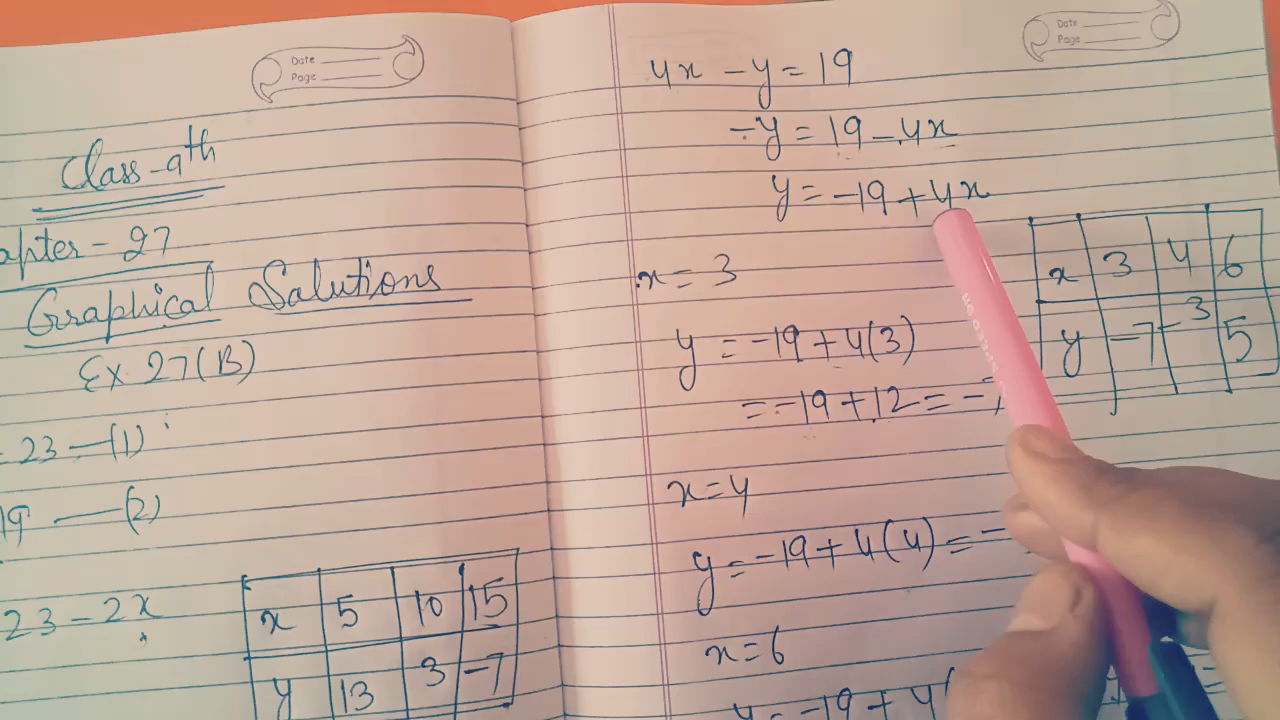 Date
Page
Class-9th
apter-27
Graphical Solutions
Ex 27(B)
23 —(1)
19 —(2)
23-2x
x 5 10 15
y 13 3 -7
Date
Page
4x - y = 19
-y = 19 - 4x
y = -19 + 4x
x = 3
y = -19 + 4(3)
= -19 + 12 = -7
x 3 4 6
y -7 -3 5
x = 4
y = -19 + 4(4) = -
x = 6
y = -19 + 4(